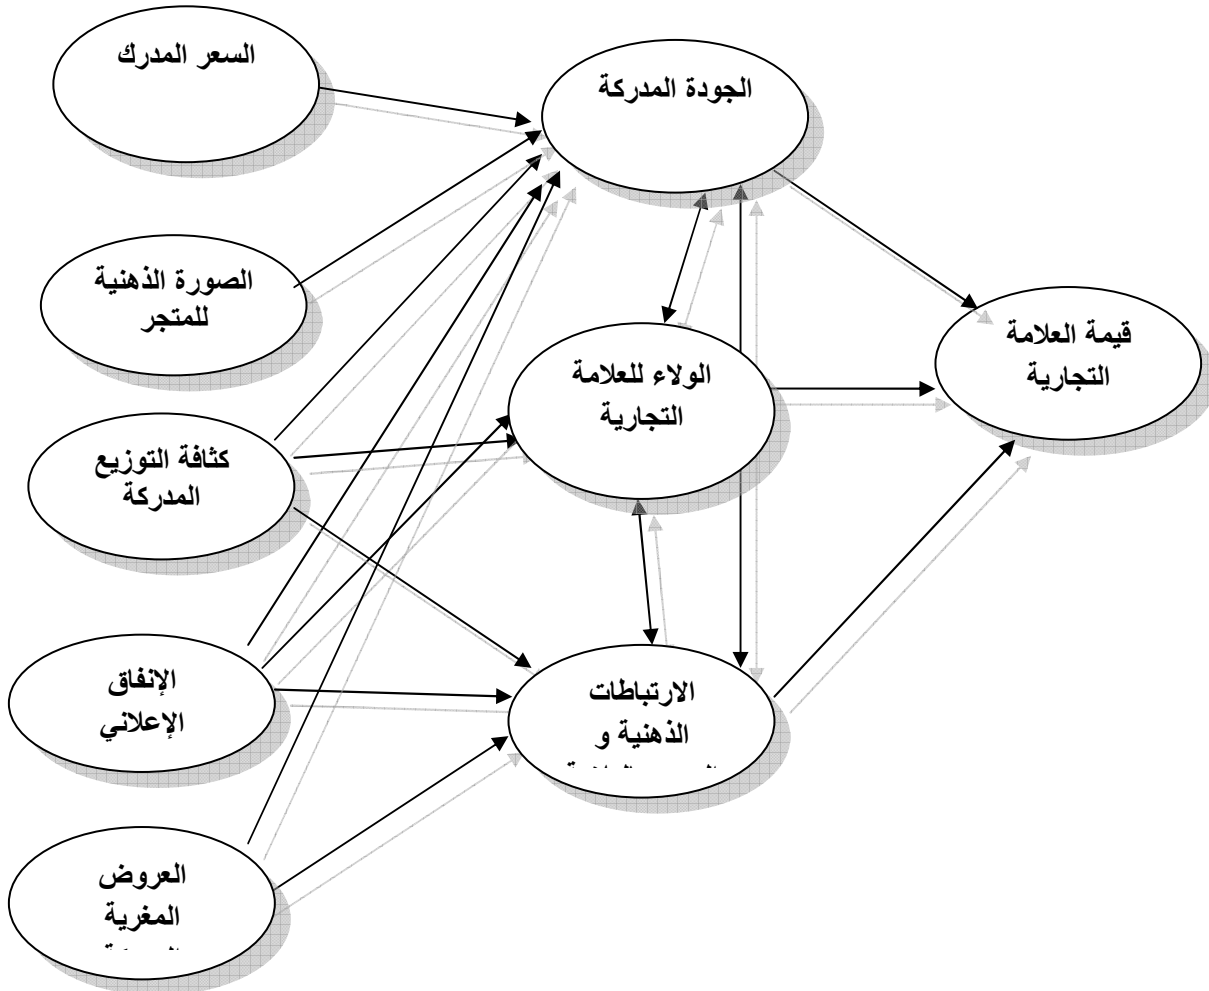 السعر المدرك
الجودة المدركة
الصورة الذهنية
للمتجر
قيمة العلامة
التجارية
الولاء للعلامة
التجارية
كثافة التوزيع
المدركة
الإنفاق
الإعلاني
الارتباطات
الذهنية و
العروض
المغرية